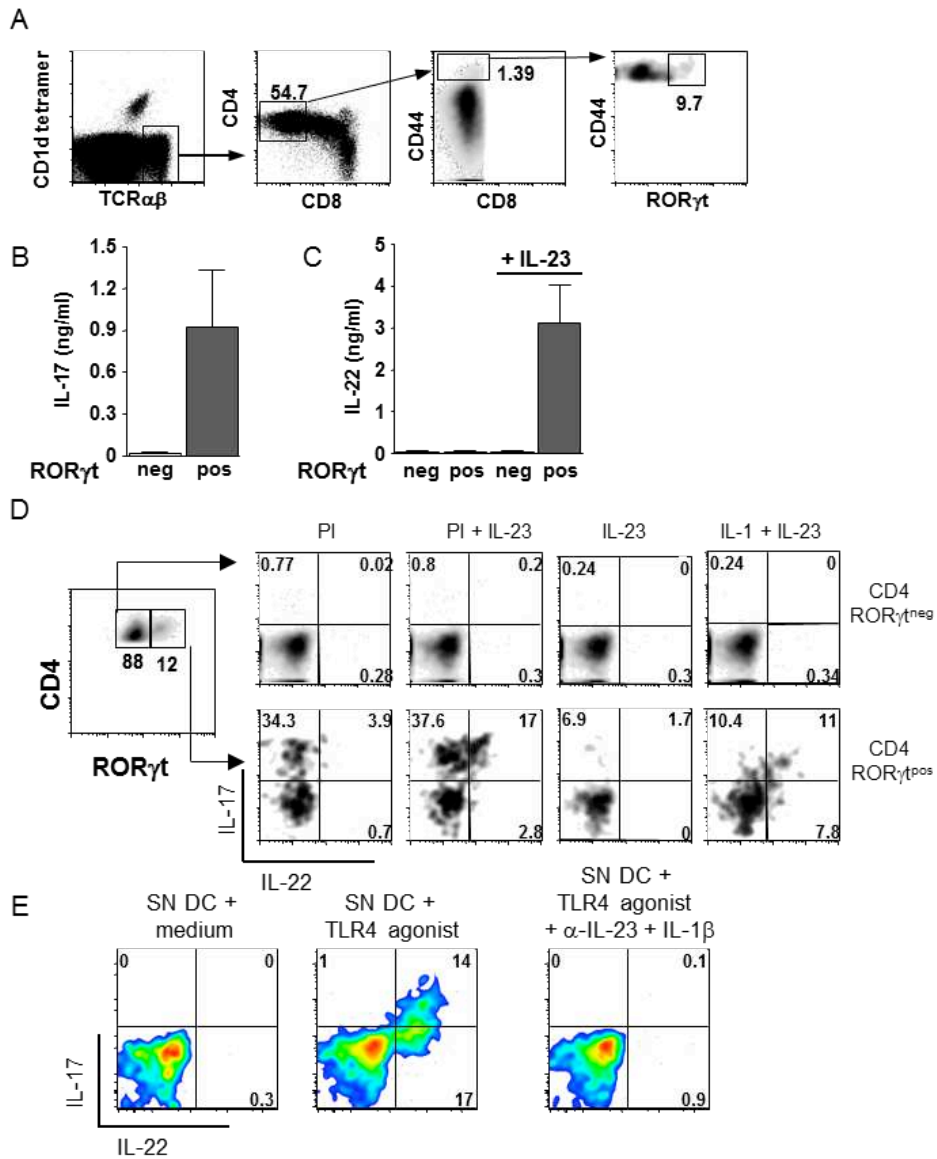 A
CD1d tetramer
TCRαβ
CD4
54.7
CD8
CD44
1.39
CD8
CD44
9.7
RORγt
B
IL-17 (ng/ml)
1.5
1.2
0.9
0.6
0.3
0
RORγt neg pos
C
+ IL-23
IL-22 (ng/ml)
5
4
3
2
1
0
RORγt neg pos neg pos
D
PI PI + IL-23 IL-23 IL-1 + IL-23
0.77 0.02 0.8 0.2 0.24 0 0.24 0
CD4
RORγtneg
0.28 0.3 0.3 0.34
CD4
88 12
RORγt
34.3 3.9 37.6 17 6.9 1.7 10.4 11
CD4
RORγtpos
0.7 2.8 0 7.8
IL-17
IL-22
E
SN DC +
medium
SN DC +
TLR4 agonist
SN DC +
TLR4 agonist
+ α-IL-23 + IL-1β
0 0 1 14 0 0.1
0.3 17 0.9
IL-17
IL-22